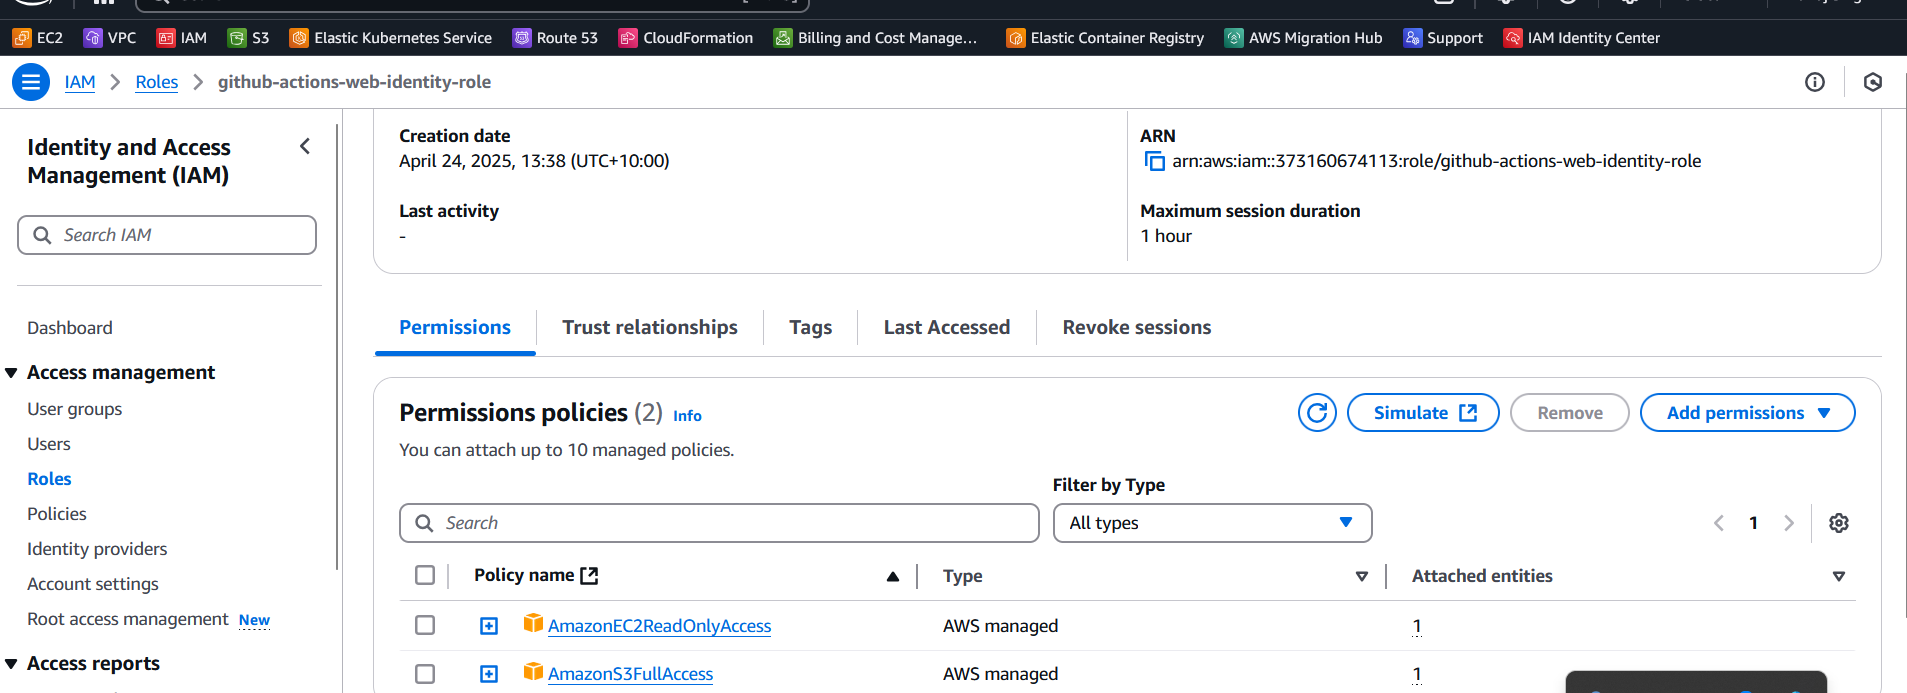 EC2 VPC IAM S3 Elastic Kubernetes Service Route 53 CloudFormation Billing and Cost Manage... Elastic Container Registry AWS Migration Hub Support IAM Identity Center
IAM Roles github-actions-web-identity-role
Identity and Access
Management (IAM)
Search IAM
Dashboard
Access management
User groups
Users
Roles
Policies
Identity providers
Account settings
Root access management New
Access reports
Creation date
April 24, 2025, 13:38 (UTC+10:00)
Last activity
-
ARN
arn:aws:iam::373160674113:role/github-actions-web-identity-role
Maximum session duration
1 hour
Permissions Trust relationships Tags Last Accessed Revoke sessions
Permissions policies (2) Info
You can attach up to 10 managed policies.
Simulate Remove Add permissions
Filter by Type
Search All types 1
Policy name Type Attached entities
AmazonEC2ReadOnlyAccess AWS managed 1
AmazonS3FullAccess AWS managed 1